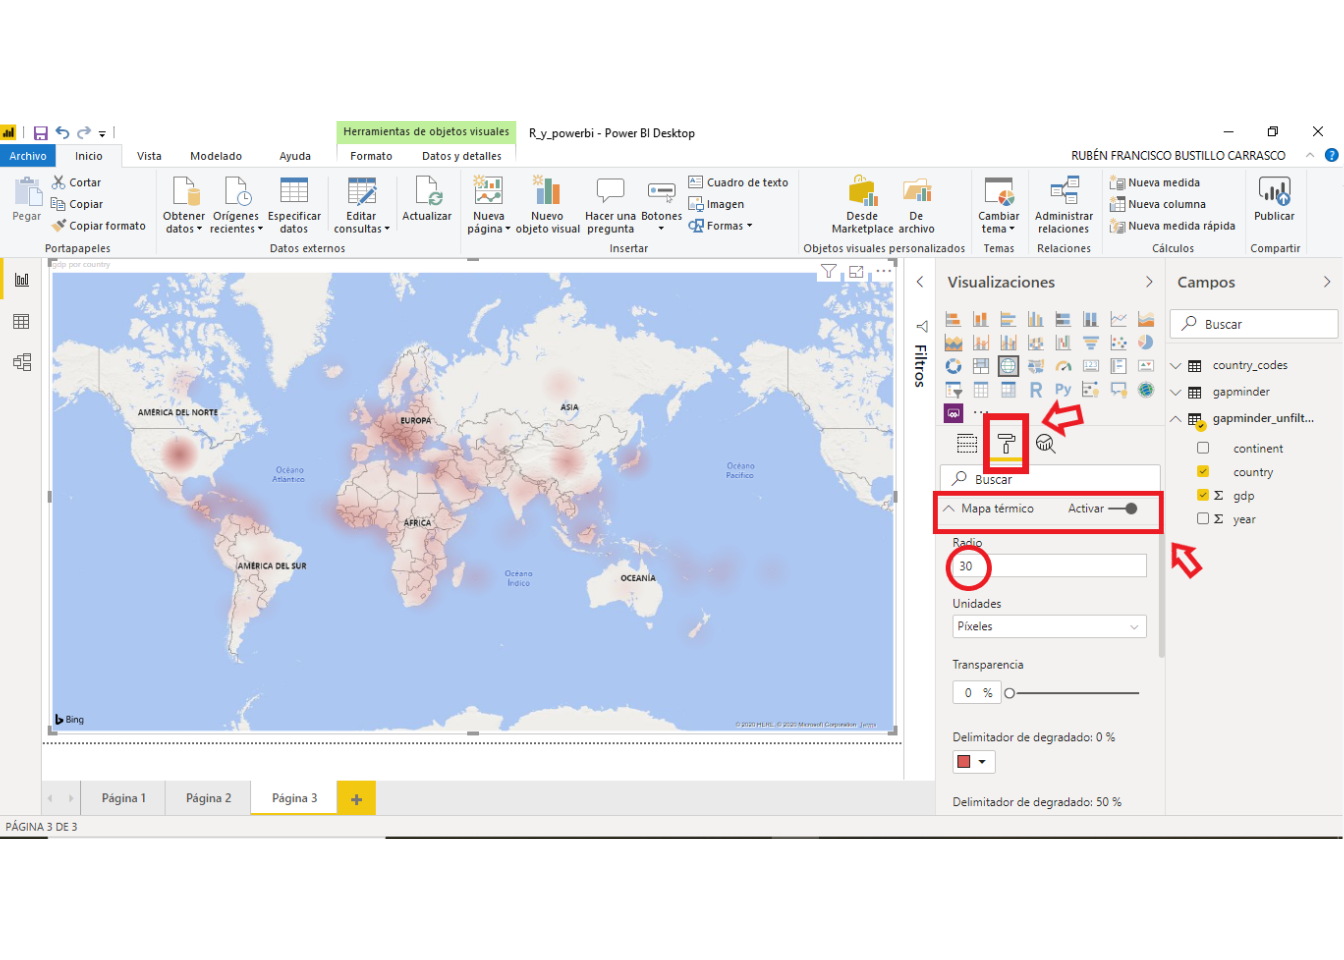 Herramientas de objetos visuales
R_y_powerbi - Power BI Desktop
Archivo
Inicio
Vista
Modelado
Ayuda
Formato
Datos y detalles
RUBÉN FRANCISCO BUSTILLO CARRASCO
?
Pegar
Cortar
Copiar
Copiar formato
Portapapeles
Obtener
datos
Orígenes
recientes
Especificar
datos
Editar
consultas
Actualizar
Datos externos
Nueva
página
Nuevo
objeto visual
Hacer una
pregunta
Botones
Cuadro de texto
Imagen
Formas
Insertar
Desde
Marketplace
De
archivo
Objetos visuales personalizados
Cambiar
tema
Temas
Administrar
relaciones
Relaciones
Nueva medida
Nueva columna
Nueva medida rápida
Cálculos
Publicar
Compartir
gdp por country
AMÉRICA DEL NORTE
EUROPA
ASIA
Océano
Atlántico
Océano
Pacífico
ÁFRICA
AMÉRICA DEL SUR
Océano
Índico
OCEANÍA
Bing
© 2020 HERE, © 2020 Microsoft Corporation Terms
Filtros
Visualizaciones
R
Py
Buscar
Mapa térmico
Activar
Radio
30
Unidades
Píxeles
Transparencia
0 %
Delimitador de degradado: 0 %
Delimitador de degradado: 50 %
Campos
Buscar
country_codes
gapminder
gapminder_unfilt...
continent
country
Σ gdp
Σ year
Página 1
Página 2
Página 3
+
PÁGINA 3 DE 3